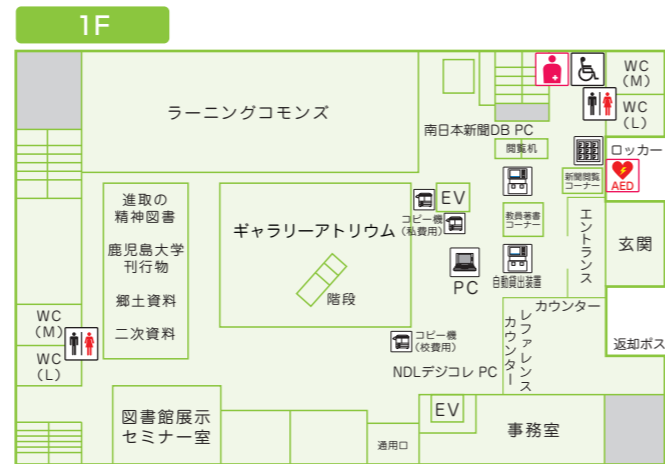 1F
ラーニングコモンズ
南日本新聞DB PC
閲覧机
WC
(M)
WC
(L)
ロッカー
新聞閲覧
コーナー
AED
進取の
精神図書
鹿児島大学
刊行物
郷土資料
二次資料
ギャラリーアトリウム
階段
EV
コピー機
(私費用)
教員著書
コーナー
エントランス
玄関
PC
自動貸出装置
カウンター
レファレンス
カウンター
返却ポス
コピー機
(校費用)
NDLデジコレ PC
WC
(M)
WC
(L)
図書館展示
セミナー室
通用口
EV
事務室